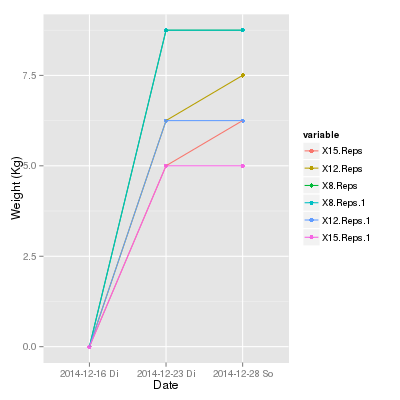 7.5
5.0
2.5
0.0
Weight (Kg)
2014-12-16 Di
2014-12-23 Di
2014-12-28 So
Date
variable
X15.Reps
X12.Reps
X8.Reps
X8.Reps.1
X12.Reps.1
X15.Reps.1